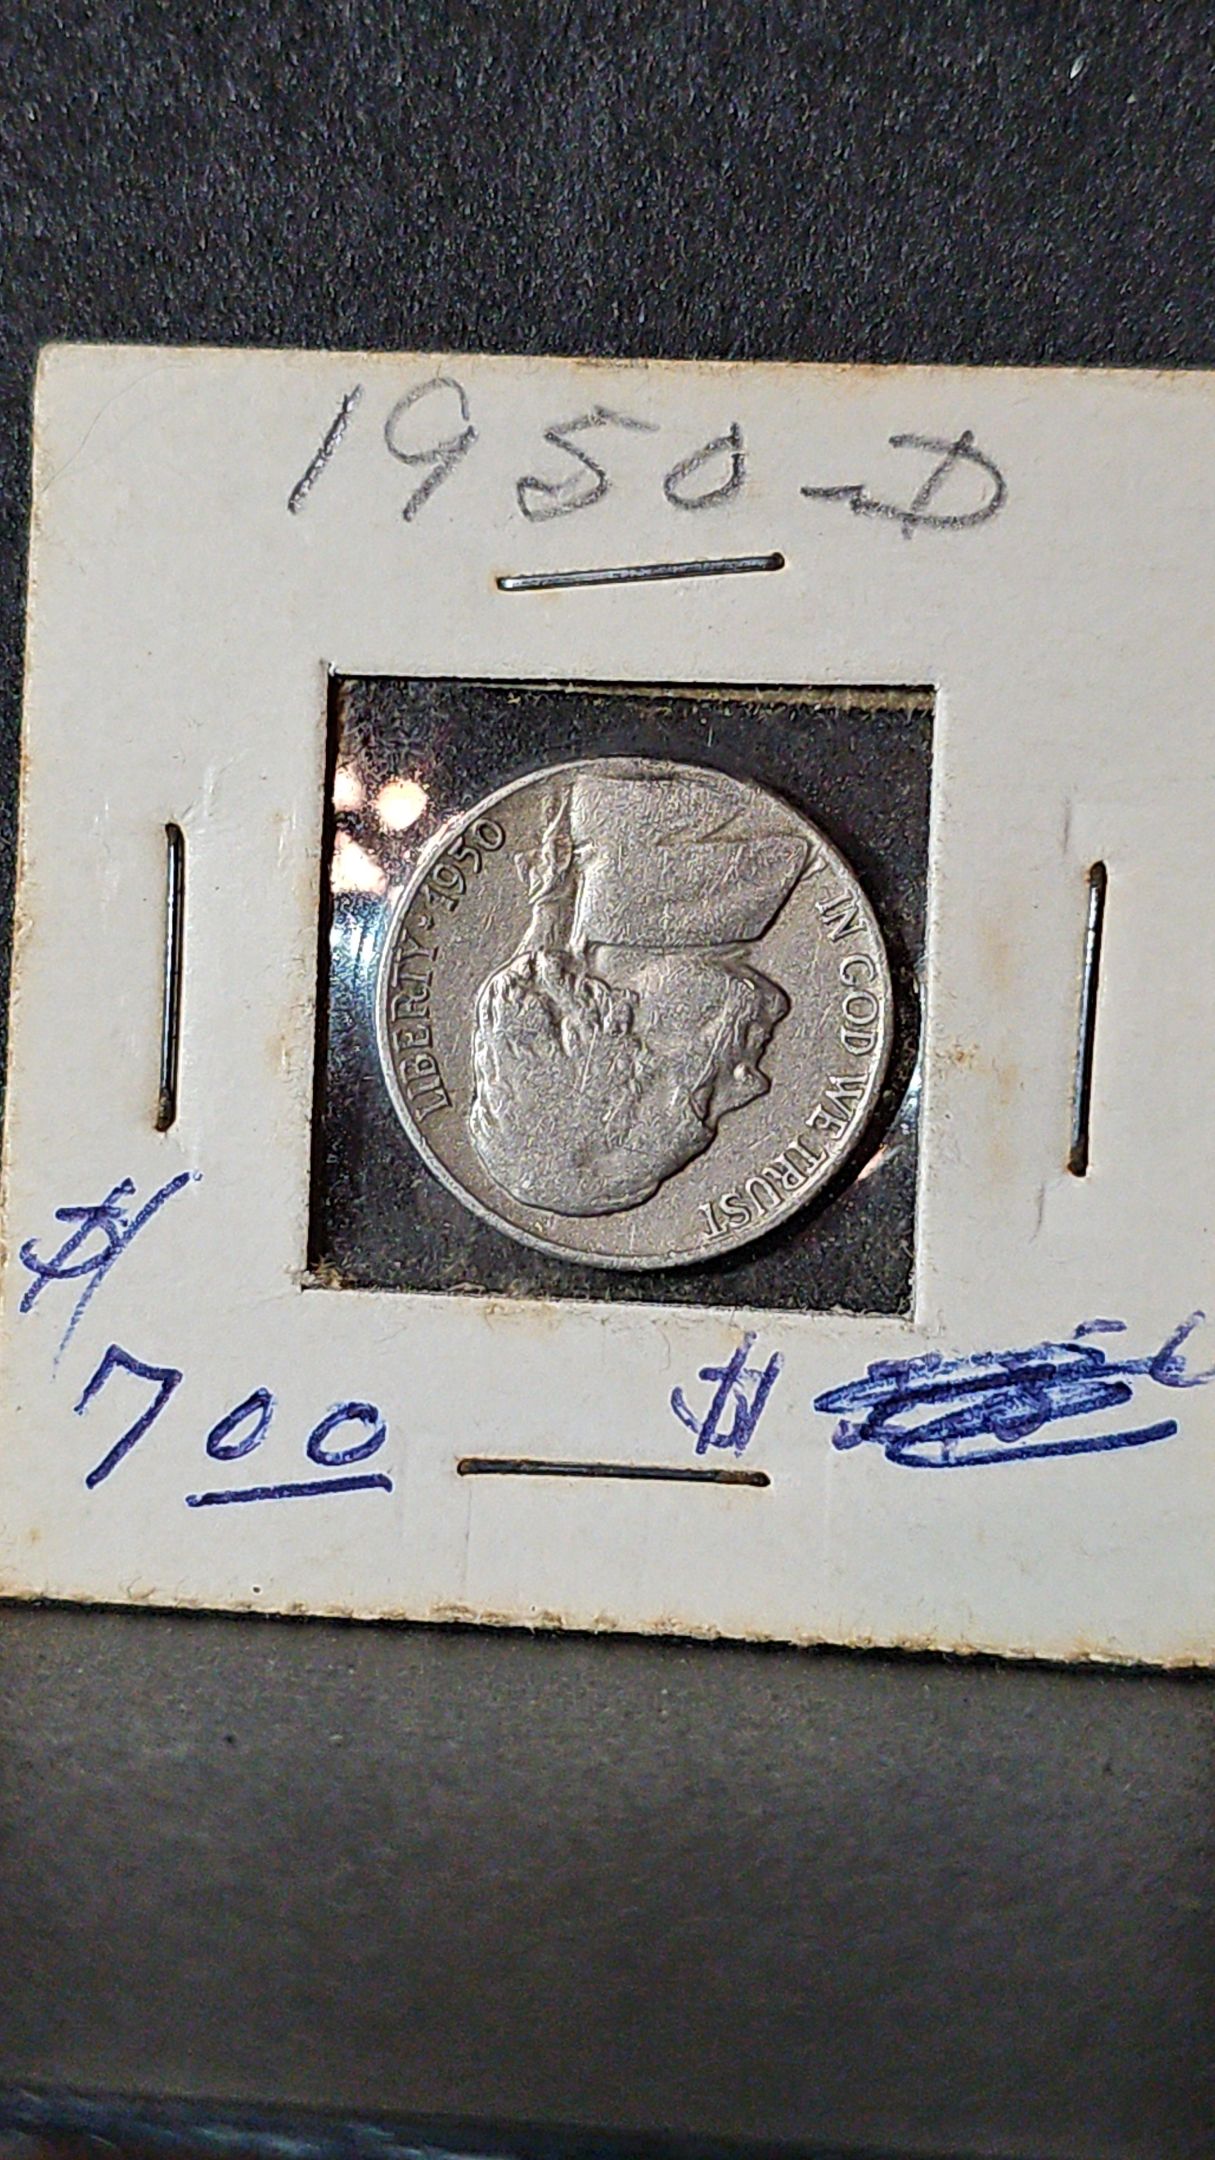 1950-D
LIBERTY · 1950
IN GOD WE TRUST
$
7 00
$